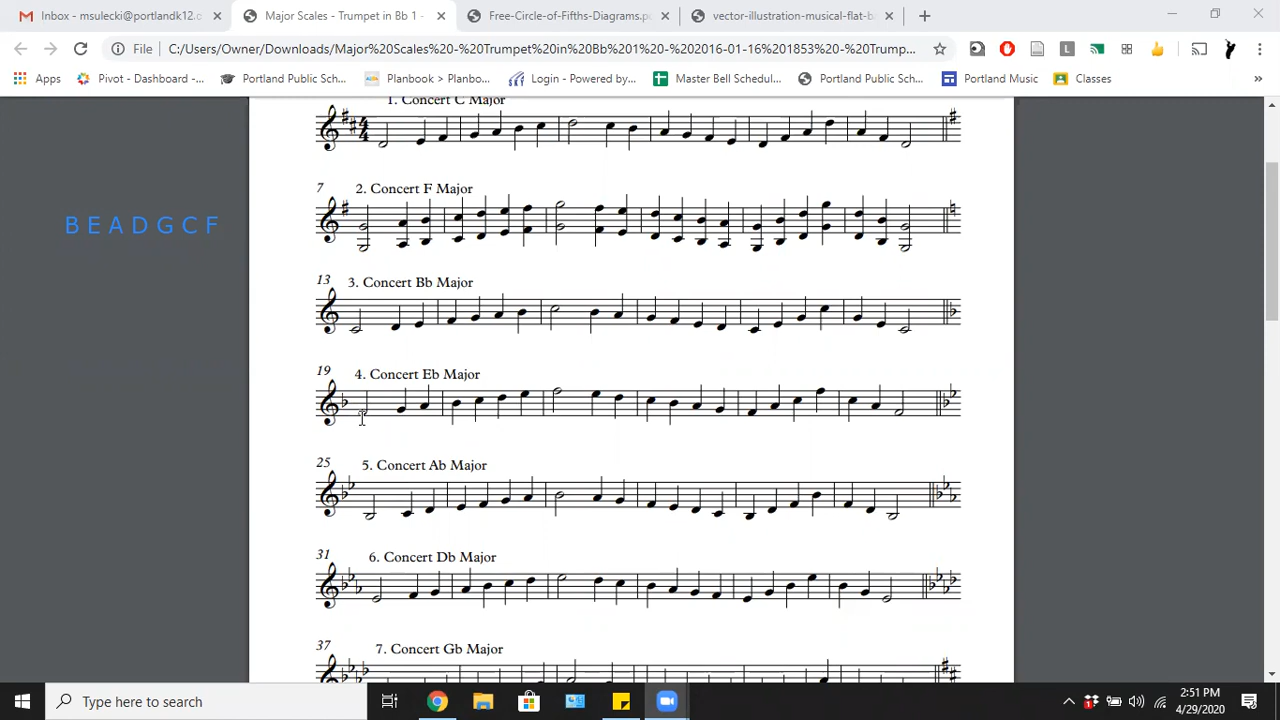 Inbox - msulecki@portlandk12.c
Major Scales - Trumpet in Bb 1 -
Free-Circle-of-Fifths-Diagrams.p
vector-illustration-musical-flat-b
File
C:/Users/Owner/Downloads/Major%20Scales%20-%20Trumpet%20in%20Bb%201%20-%202016-01-16%201853%20-%20Trump...
Apps
Pivot - Dashboard -...
Portland Public Sch...
Planbook > Planbo...
Login - Powered by...
Master Bell Schedul...
Portland Public Sch...
Portland Music
Classes
»
1. Concert C Major
7
2. Concert F Major
B E A D G C F
13
3. Concert Bb Major
19
4. Concert Eb Major
25
5. Concert Ab Major
31
6. Concert Db Major
37
7. Concert Gb Major
Type here to search
2:51 PM
4/29/2020